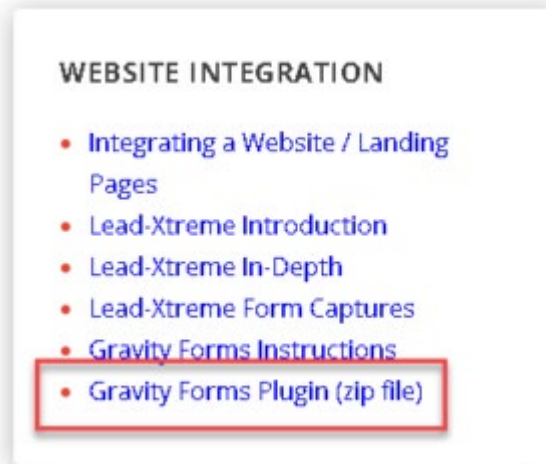 WEBSITE INTEGRATION
Integrating a Website / Landing
Pages
Lead-Xtreme Introduction
Lead-Xtreme In-Depth
Lead-Xtreme Form Captures
Gravity Forms Instructions
Gravity Forms Plugin (zip file)